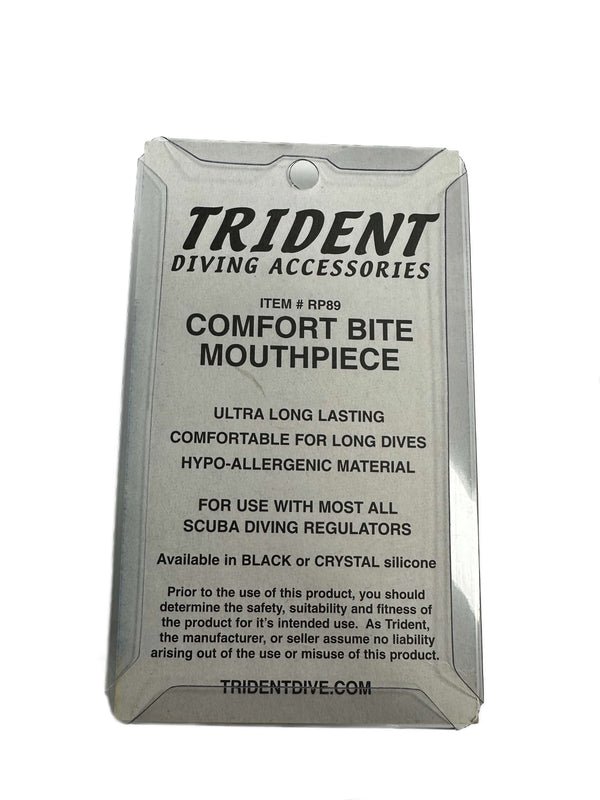 TRIDENT
DIVING ACCESSORIES
ITEM # RP89
COMFORT BITE
MOUTHPIECE
ULTRA LONG LASTING
COMFORTABLE FOR LONG DIVES
HYPO-ALLERGENIC MATERIAL
FOR USE WITH MOST ALL
SCUBA DIVING REGULATORS
Available in BLACK or CRYSTAL silicone
Prior to the use of this product, you should
determine the safety, suitability and fitness of
the product for it's intended use. As Trident,
the manufacturer, or seller assume no liability
arising out of the use or misuse of this product.
TRIDENTDIVE.COM